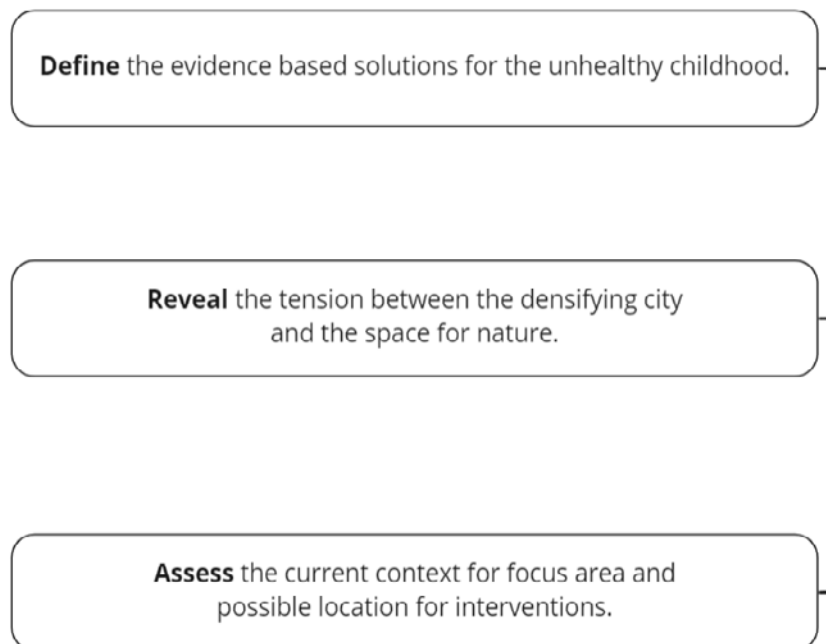 Define the evidence based solutions for the unhealthy childhood.
Reveal the tension between the densifying city
and the space for nature.
Assess the current context for focus area and
possible location for interventions.